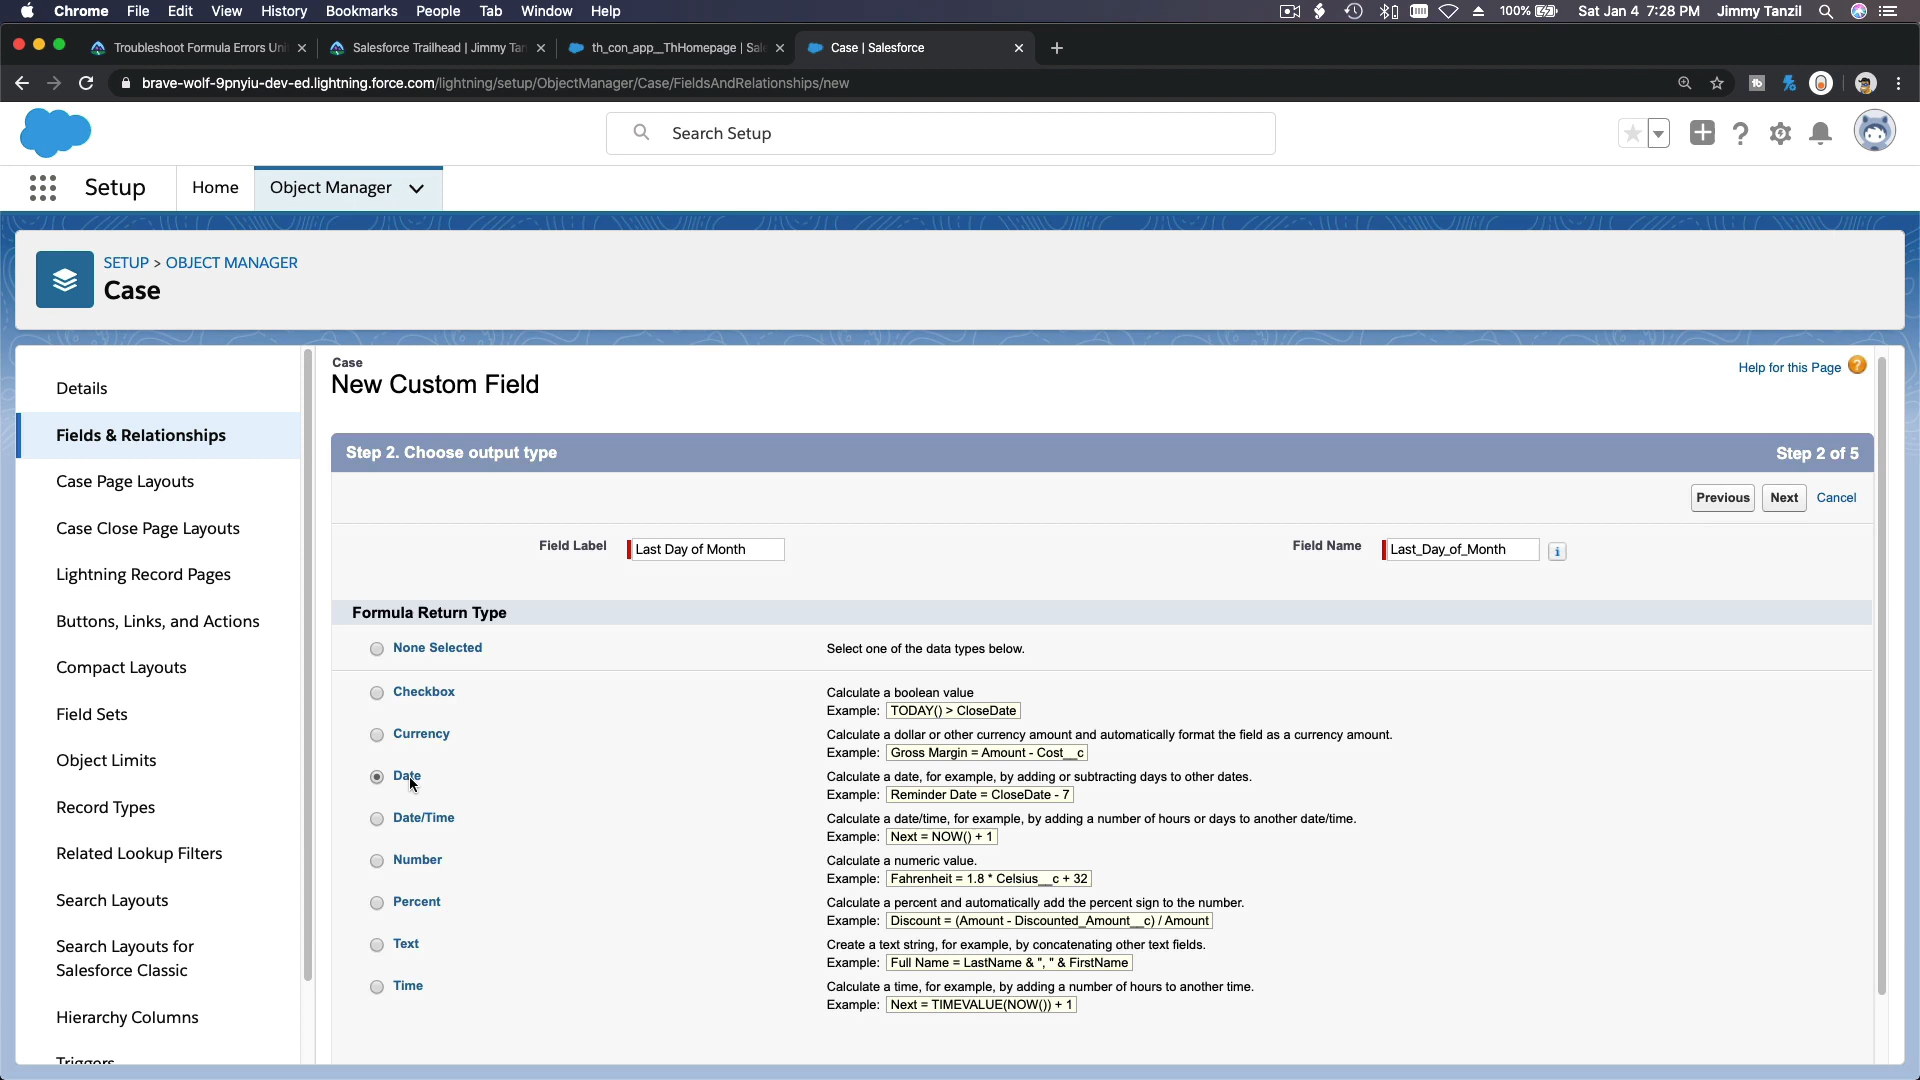 Chrome File Edit View History Bookmarks People Tab Window Help 100% Sat Jan 4 7:28 PM Jimmy Tanzil
Troubleshoot Formula Errors Uni Salesforce Trailhead | Jimmy Tan th_con_app__ThHomepage | Sal Case | Salesforce
brave-wolf-9pnyiu-dev-ed.lightning.force.com/lightning/setup/ObjectManager/Case/FieldsAndRelationships/new
Search Setup
Setup Home Object Manager
SETUP > OBJECT MANAGER
Case
Details
Fields & Relationships
Case Page Layouts
Case Close Page Layouts
Lightning Record Pages
Buttons, Links, and Actions
Compact Layouts
Field Sets
Object Limits
Record Types
Related Lookup Filters
Search Layouts
Search Layouts for
Salesforce Classic
Hierarchy Columns
Triggers
Case
New Custom Field
Help for this Page ?
Step 2. Choose output type Step 2 of 5
Previous Next Cancel
Field Label Last Day of Month Field Name Last_Day_of_Month i
Formula Return Type
None Selected Select one of the data types below.
Checkbox Calculate a boolean value
Example: TODAY() > CloseDate
Currency Calculate a dollar or other currency amount and automatically format the field as a currency amount.
Example: Gross Margin = Amount - Cost__c
Date Calculate a date, for example, by adding or subtracting days to other dates.
Example: Reminder Date = CloseDate - 7
Date/Time Calculate a date/time, for example, by adding a number of hours or days to another date/time.
Example: Next = NOW() + 1
Number Calculate a numeric value.
Example: Fahrenheit = 1.8 * Celsius__c + 32
Percent Calculate a percent and automatically add the percent sign to the number.
Example: Discount = (Amount - Discounted_Amount__c) / Amount
Text Create a text string, for example, by concatenating other text fields.
Example: Full Name = LastName & ", " & FirstName
Time Calculate a time, for example, by adding a number of hours to another time.
Example: Next = TIMEVALUE(NOW()) + 1